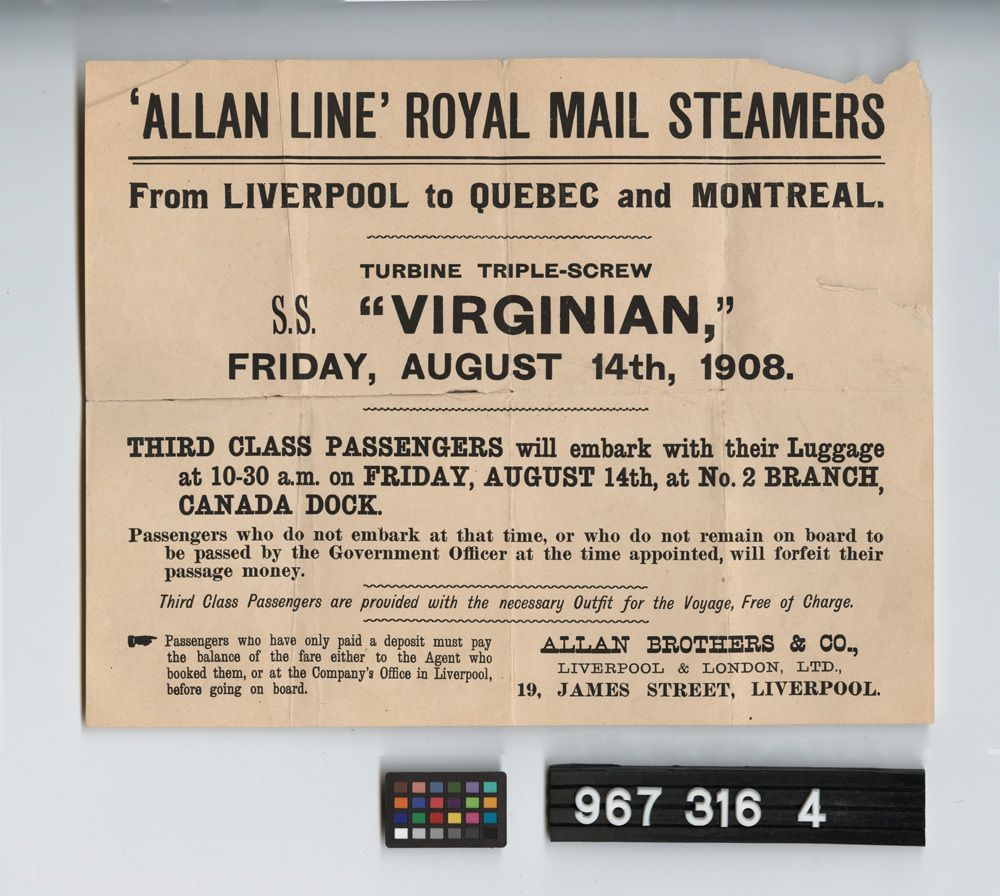 ‘ALLAN LINE’ ROYAL MAIL STEAMERS
From LIVERPOOL to QUEBEC and MONTREAL.
TURBINE TRIPLE-SCREW
S.S. “VIRGINIAN,”
FRIDAY, AUGUST 14th, 1908.
THIRD CLASS PASSENGERS will embark with their Luggage
at 10-30 a.m. on FRIDAY, AUGUST 14th, at No. 2 BRANCH,
CANADA DOCK.
Passengers who do not embark at that time, or who do not remain on board to
be passed by the Government Officer at the time appointed, will forfeit their
passage money.
Third Class Passengers are provided with the necessary Outfit for the Voyage, Free of Charge.
Passengers who have only paid a deposit must pay
the balance of the fare either to the Agent who
booked them, or at the Company's Office in Liverpool,
before going on board.
ALLAN BROTHERS & CO.,
LIVERPOOL & LONDON, LTD.,
19, JAMES STREET, LIVERPOOL.
967 316 4